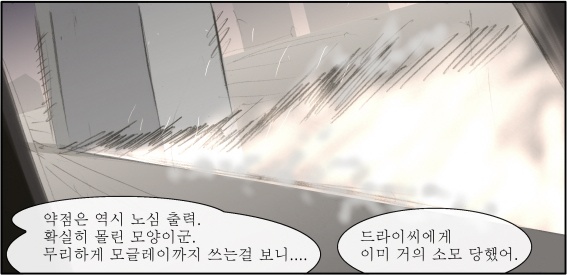 약점은 역시 노심 출력.
확실히 몰린 모양이군.
무리하게 모글레이까지 쓰는걸 보니....
드라이씨에게
이미 거의 소모 당했어.